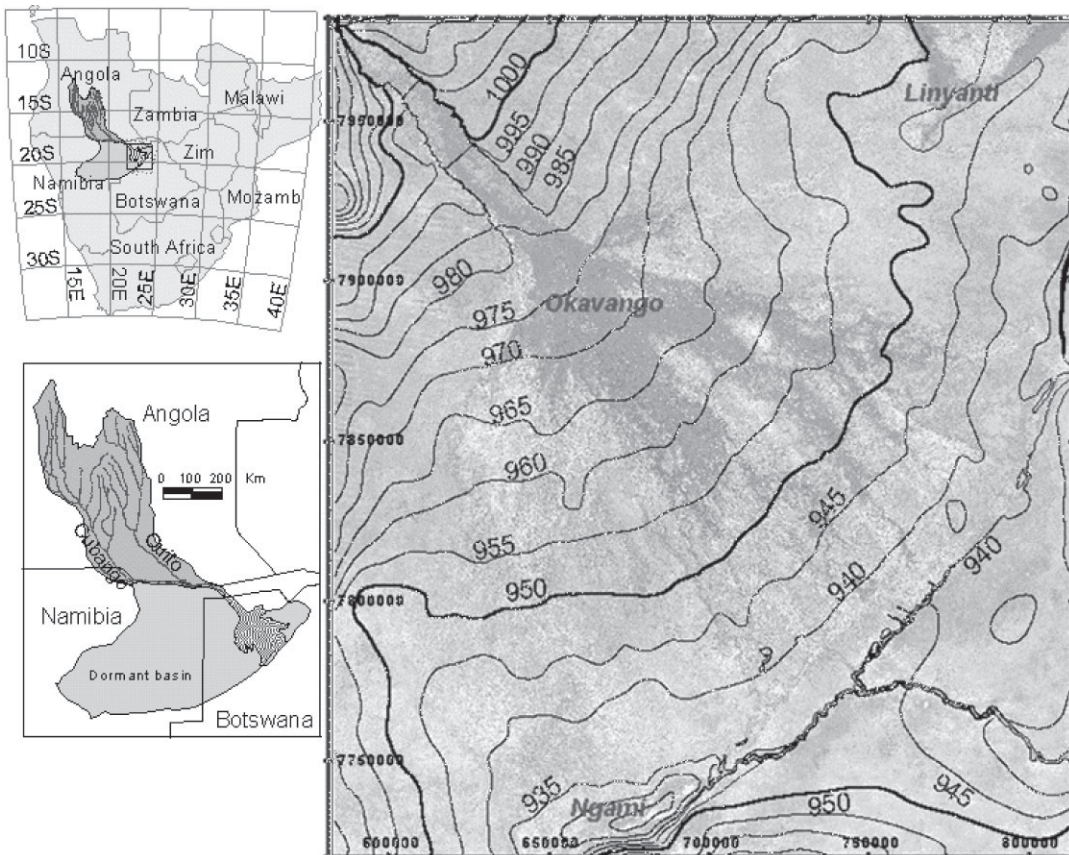 10S
15S
20S
25S
30S
15E
20E
25E
30E
35E
40E
Angola
Zambia
Malawi
Zim
Namibia
Botswana
Mozamb
South Africa
Angola
0 100 200 Km
Cubango
Namibia
Dormant basin
Botswana
7950000
7900000
7850000
7800000
7750000
600000
650000
700000
750000
800000
1000
995
990
985
980
975
970
965
960
955
950
945
940
940
935
950
945
Linyanti
Okavango
Ngami